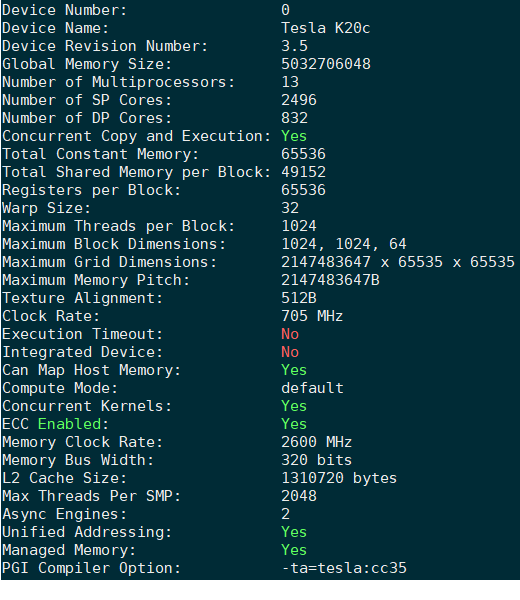 Device Number: 0
Device Name: Tesla K20c
Device Revision Number: 3.5
Global Memory Size: 5032706048
Number of Multiprocessors: 13
Number of SP Cores: 2496
Number of DP Cores: 832
Concurrent Copy and Execution: Yes
Total Constant Memory: 65536
Total Shared Memory per Block: 49152
Registers per Block: 65536
Warp Size: 32
Maximum Threads per Block: 1024
Maximum Block Dimensions: 1024, 1024, 64
Maximum Grid Dimensions: 2147483647 x 65535 x 65535
Maximum Memory Pitch: 2147483647B
Texture Alignment: 512B
Clock Rate: 705 MHz
Execution Timeout: No
Integrated Device: No
Can Map Host Memory: Yes
Compute Mode: default
Concurrent Kernels: Yes
ECC Enabled: Yes
Memory Clock Rate: 2600 MHz
Memory Bus Width: 320 bits
L2 Cache Size: 1310720 bytes
Max Threads Per SMP: 2048
Async Engines: 2
Unified Addressing: Yes
Managed Memory: Yes
PGI Compiler Option: -ta=tesla:cc35